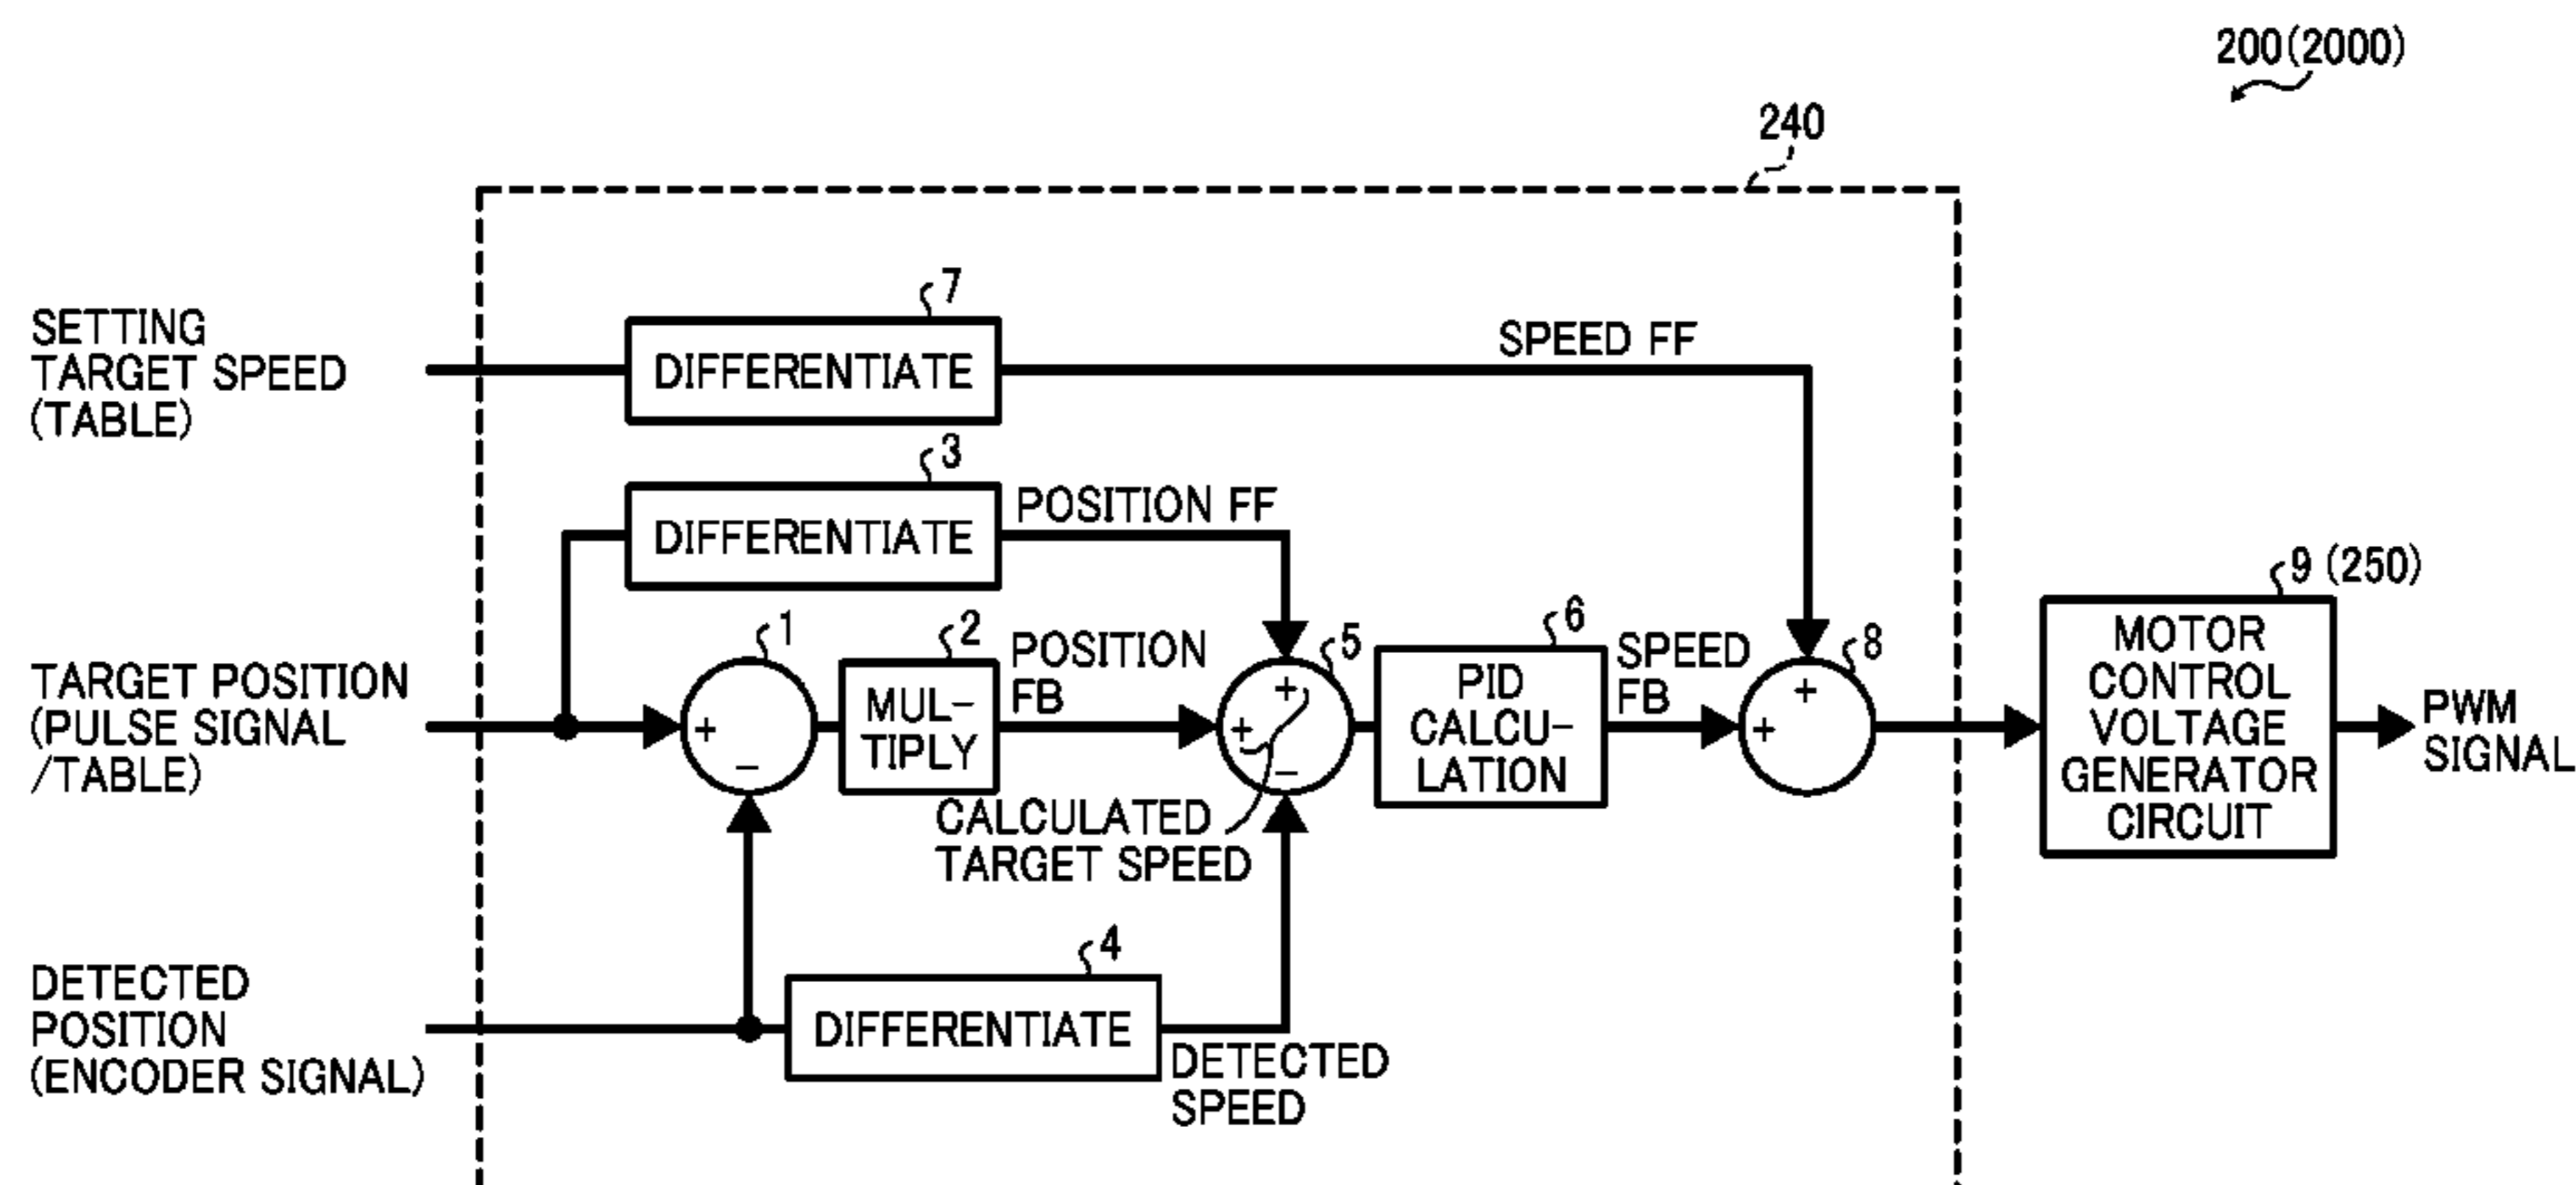 200(2000)
240
7
SETTING
TARGET SPEED
(TABLE)
DIFFERENTIATE
SPEED FF
3
DIFFERENTIATE
POSITION FF
TARGET POSITION
(PULSE SIGNAL
/TABLE)
1
+
−
2
MUL-
TIPLY
POSITION
FB
5
+
+
−
CALCULATED
TARGET SPEED
6
PID
CALCU-
LATION
SPEED
FB
8
+
+
9 (250)
MOTOR
CONTROL
VOLTAGE
GENERATOR
CIRCUIT
PWM
SIGNAL
DETECTED
POSITION
(ENCODER SIGNAL)
4
DIFFERENTIATE
DETECTED
SPEED